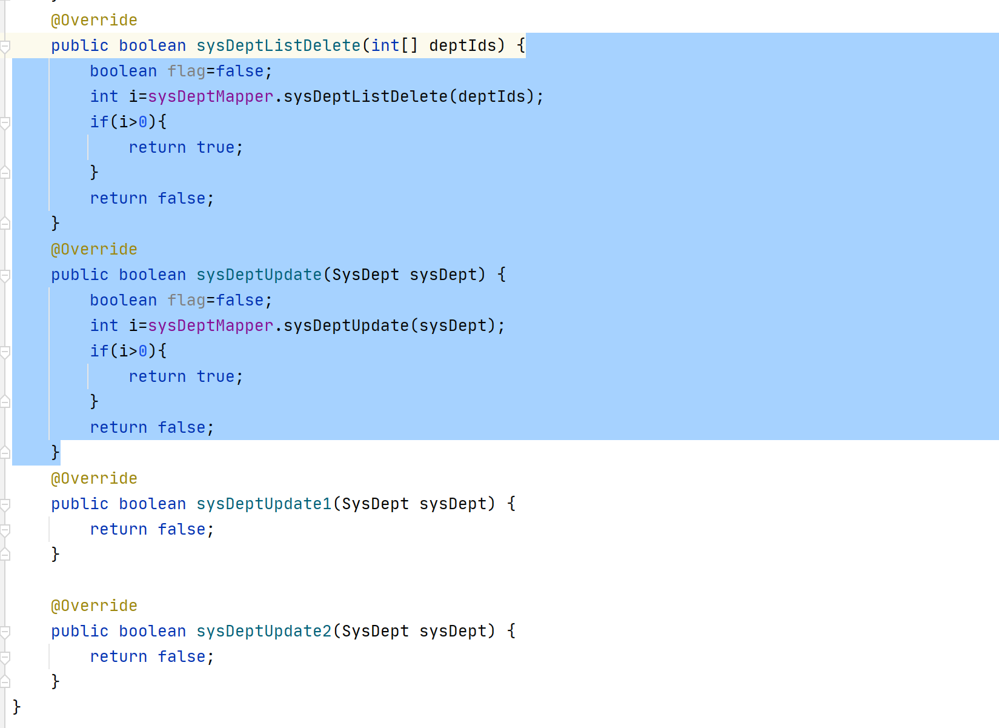 @Override
public boolean sysDeptListDelete(int[] deptIds) {
boolean flag=false;
int i=sysDeptMapper.sysDeptListDelete(deptIds);
if(i>0){
return true;
}
return false;
}
@Override
public boolean sysDeptUpdate(SysDept sysDept) {
boolean flag=false;
int i=sysDeptMapper.sysDeptUpdate(sysDept);
if(i>0){
return true;
}
return false;
}
@Override
public boolean sysDeptUpdate1(SysDept sysDept) {
return false;
}
@Override
public boolean sysDeptUpdate2(SysDept sysDept) {
return false;
}
}